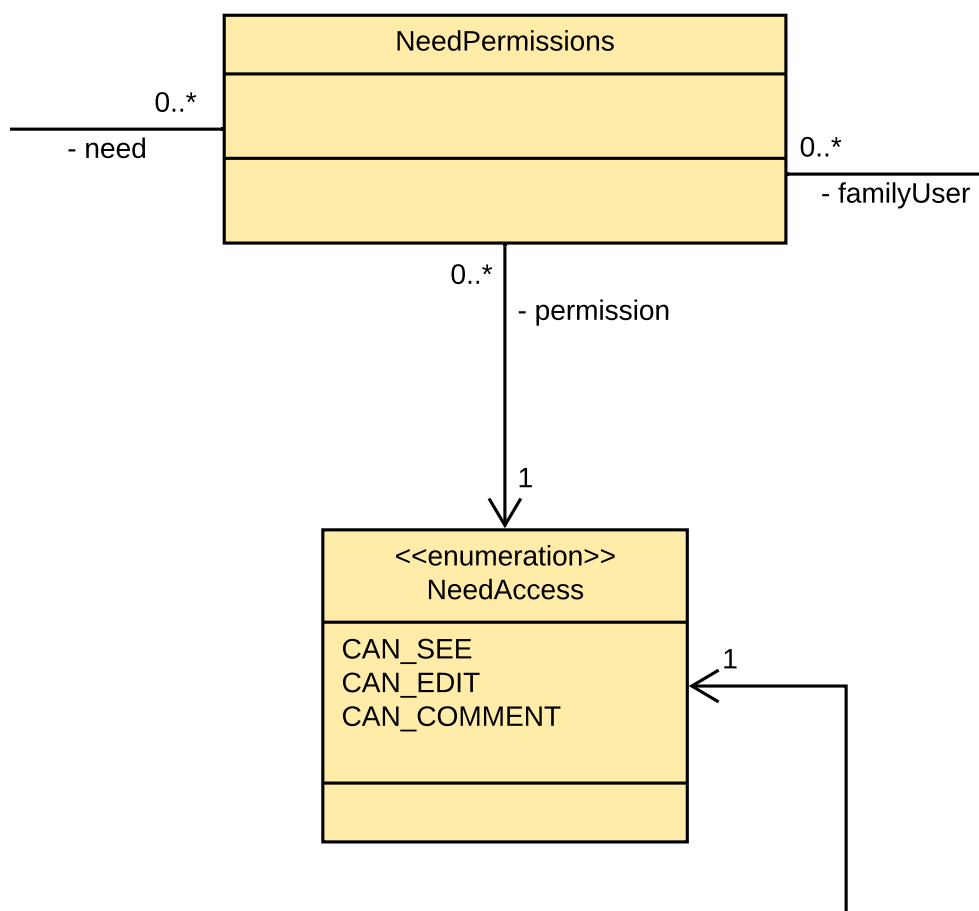 NeedPermissions
0..*
- need
0..*
- familyUser
0..*
- permission
1
<<enumeration>>
NeedAccess
CAN_SEE
CAN_EDIT
CAN_COMMENT
1